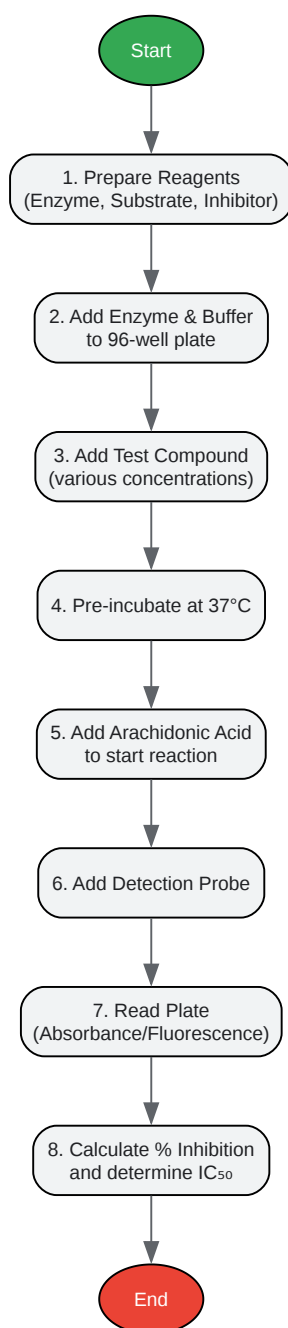 Start
1. Prepare Reagents
(Enzyme, Substrate, Inhibitor)
2. Add Enzyme & Buffer
to 96-well plate
3. Add Test Compound
(various concentrations)
4. Pre-incubate at 37°C
5. Add Arachidonic Acid
to start reaction
6. Add Detection Probe
7. Read Plate
(Absorbance/Fluorescence)
8. Calculate % Inhibition
and determine IC₅₀
End